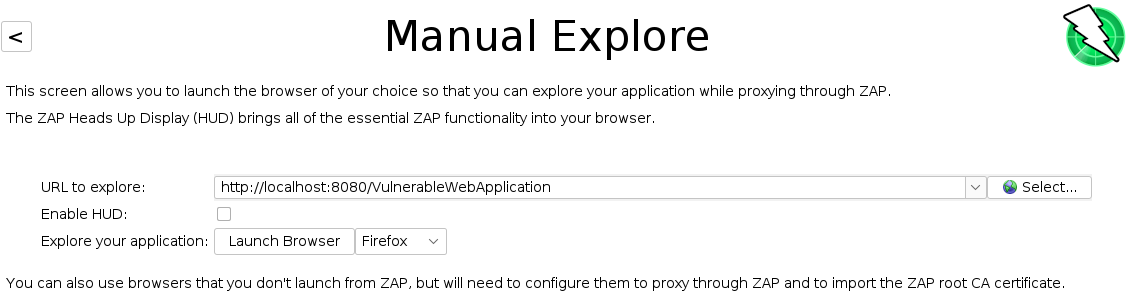 <
Manual Explore
This screen allows you to launch the browser of your choice so that you can explore your application while proxying through ZAP.
The ZAP Heads Up Display (HUD) brings all of the essential ZAP functionality into your browser.
URL to explore: http://localhost:8080/VulnerableWebApplication Select...
Enable HUD:
Explore your application: Launch Browser Firefox
You can also use browsers that you don't launch from ZAP, but will need to configure them to proxy through ZAP and to import the ZAP root CA certificate.